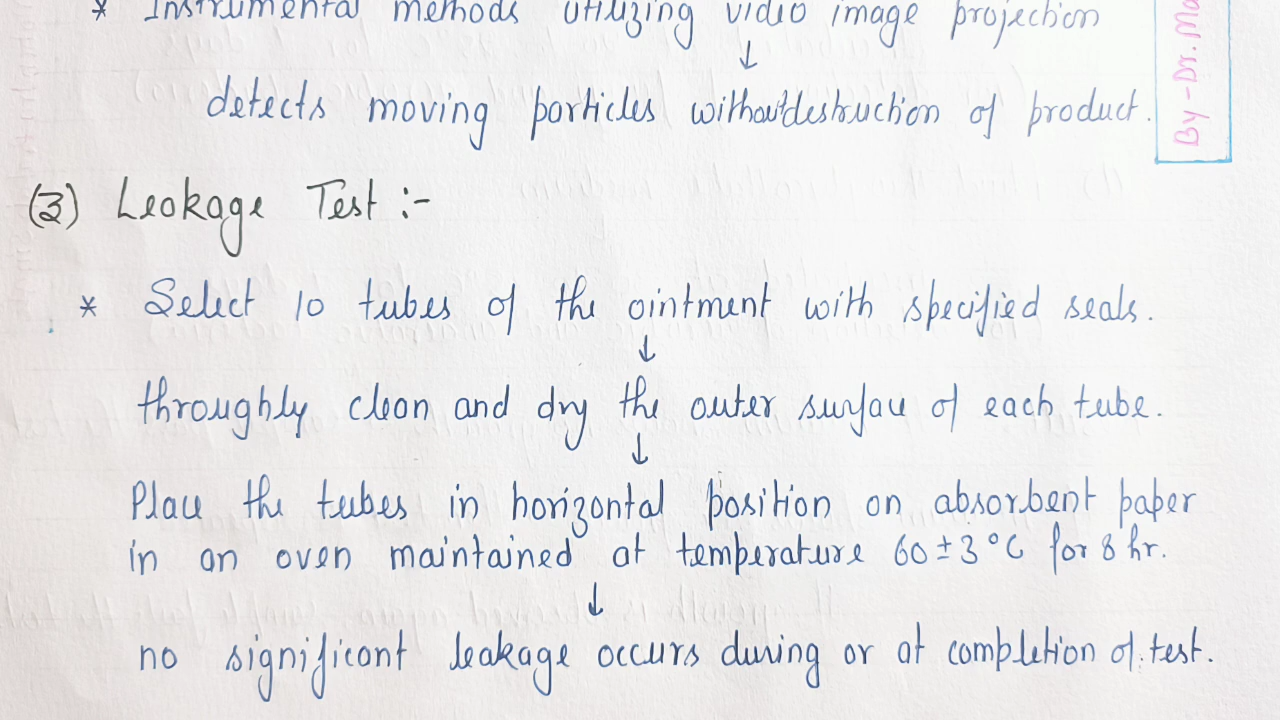 * Instrumental methods utilizing video image projection
↓
detects moving particles without destruction of product.
By - Dr. Ma
(3) Leakage Test :-
* Select 10 tubes of the ointment with specified seals.
↓
throughly clean and dry the outer surface of each tube.
↓
Place the tubes in horizontal position on absorbent paper
in an oven maintained at temperature 60 ± 3 °C for 8 hr.
↓
no significant leakage occurs during or at completion of test.